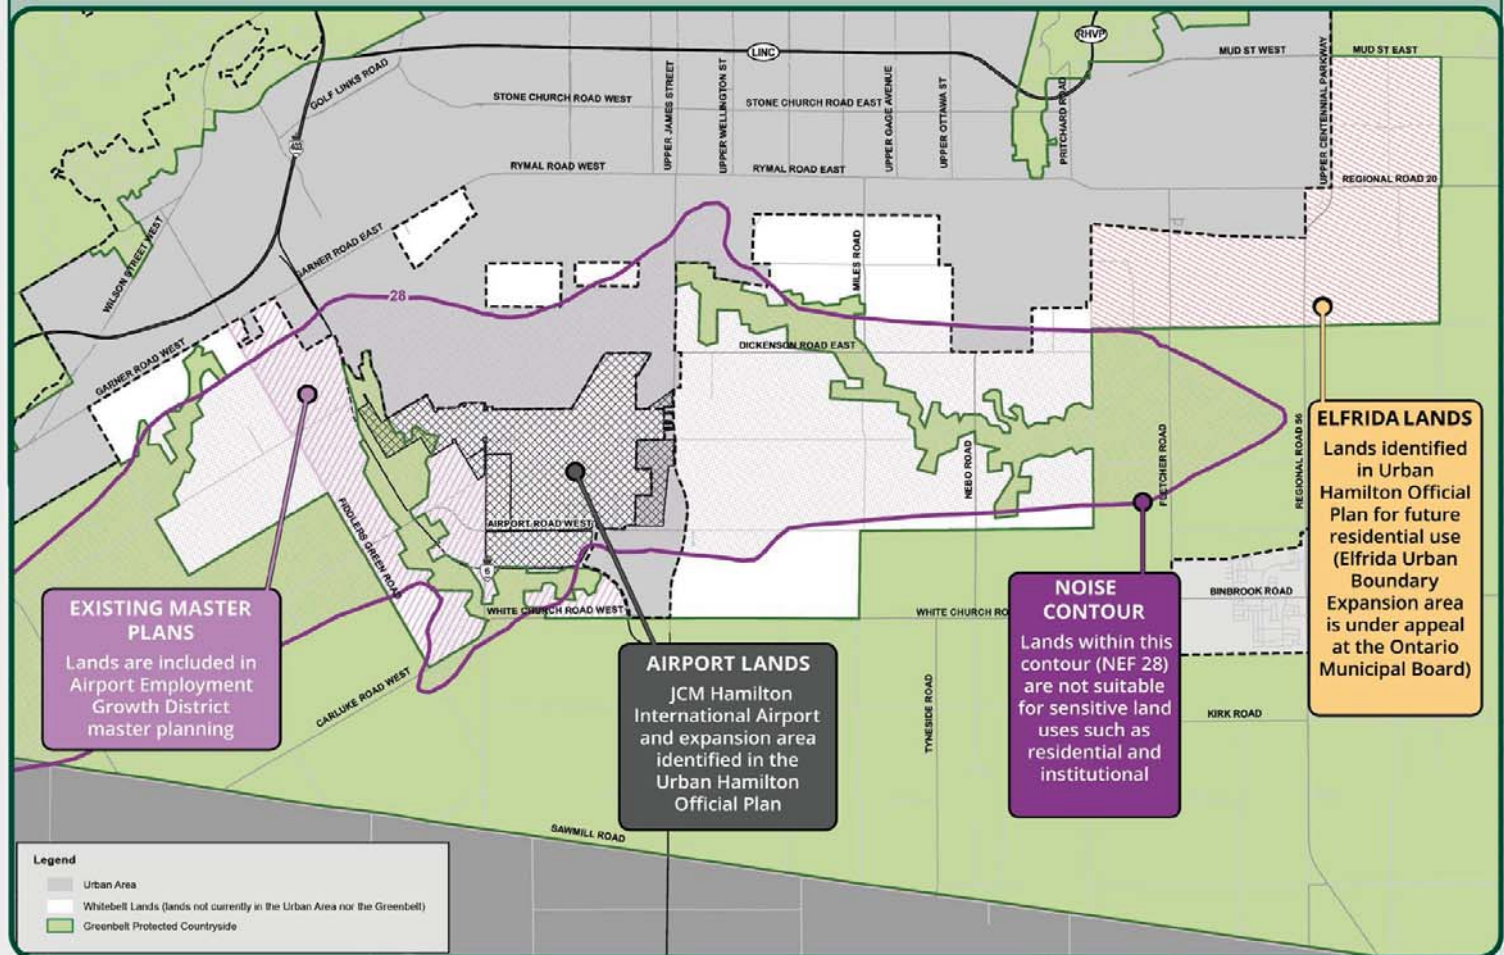 LINC
RHVP
MUD ST WEST
MUD ST EAST
UPPER CENTENNIAL PARKWAY
GOLF LINKS ROAD
STONE CHURCH ROAD WEST
UPPER JAMES STREET
UPPER WELLINGTON ST
STONE CHURCH ROAD EAST
UPPER GAGE AVENUE
UPPER OTTAWA ST
PRITCHARD ROAD
403
RYMAL ROAD WEST
RYMAL ROAD EAST
REGIONAL ROAD 20
WILSON STREET WEST
GARNER ROAD EAST
MILES ROAD
28
GARNER ROAD WEST
DICKENSON ROAD EAST
ELFRIDA LANDS
Lands identified
in Urban
Hamilton Official
Plan for future
residential use
(Elfrida Urban
Boundary
Expansion area
is under appeal
at the Ontario
Municipal Board)
NEBO ROAD
FLETCHER ROAD
REGIONAL ROAD 56
FIDDLERS GREEN ROAD
AIRPORT ROAD WEST
6
WHITE CHURCH ROAD WEST
WHITE CHURCH RO
BINBROOK ROAD
EXISTING MASTER
PLANS
Lands are included in
Airport Employment
Growth District
master planning
NOISE
CONTOUR
Lands within this
contour (NEF 28)
are not suitable
for sensitive land
uses such as
residential and
institutional
AIRPORT LANDS
JCM Hamilton
International Airport
and expansion area
identified in the
Urban Hamilton
Official Plan
CARLUKE ROAD WEST
TYNESIDE ROAD
KIRK ROAD
SAWMILL ROAD
Legend
Urban Area
Whitebelt Lands (lands not currently in the Urban Area nor the Greenbelt)
Greenbelt Protected Countryside